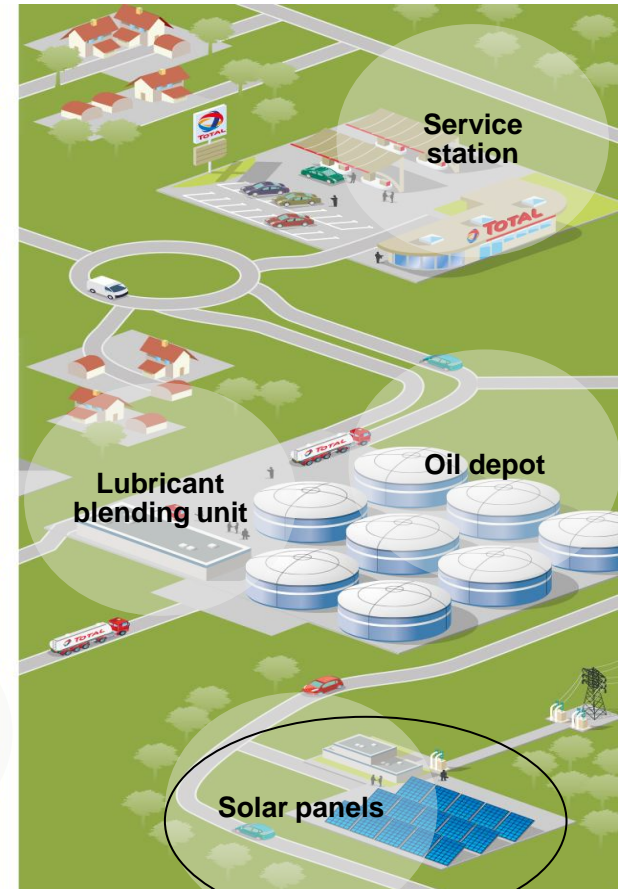 Service
station
TOTAL
TOTAL
TOTAL
Oil depot
Lubricant
blending unit
TOTAL
Solar panels